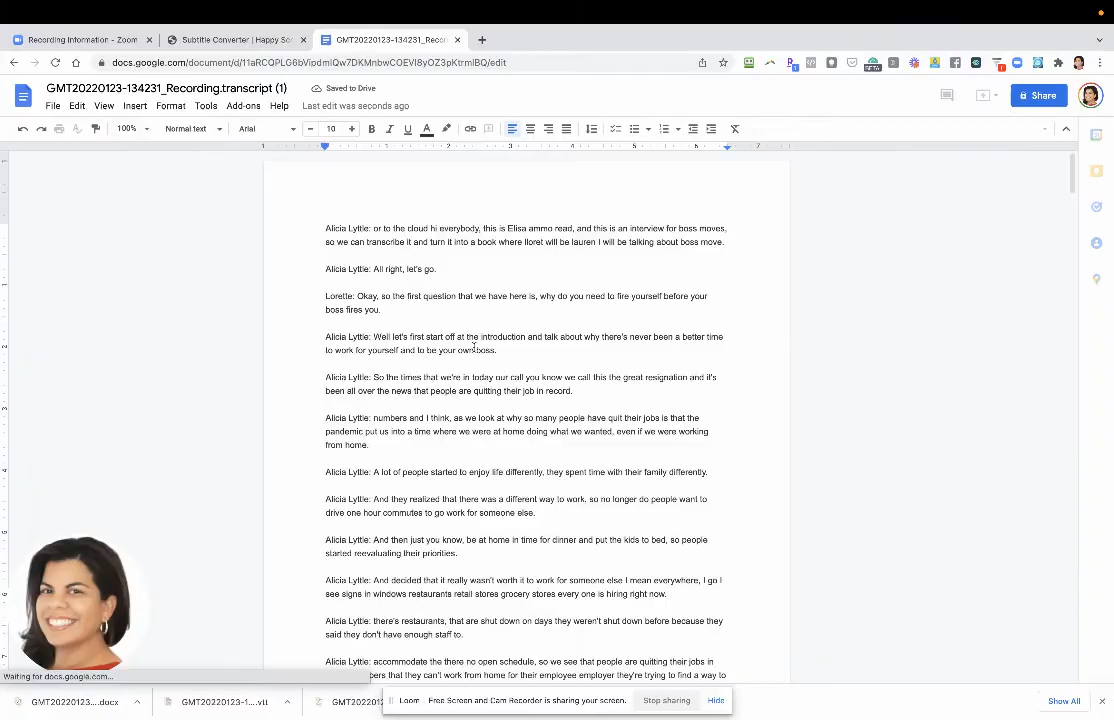 Recording Information - Zoom
Subtitle Converter | Happy Sc
GMT20220123-134231_Recor
docs.google.com/document/d/11aRCQPLG6bVipdmlQw7DKMnbwCOEVI8yOZ3pKtrmlBQ/edit
GMT20220123-134231_Recording.transcript (1)
Saved to Drive
File Edit View Insert Format Tools Add-ons Help Last edit was seconds ago
Share
100% Normal text Arial 10
1 1 2 3 4 5 6 7
Alicia Lyttle: or to the cloud hi everybody, this is Elisa ammo read, and this is an interview for boss moves,
so we can transcribe it and turn it into a book where lloret will be lauren I will be talking about boss move.
Alicia Lyttle: All right, let's go.
Lorette: Okay, so the first question that we have here is, why do you need to fire yourself before your
boss fires you.
Alicia Lyttle: Well let's first start off at the introduction and talk about why there's never been a better time
to work for yourself and to be your own boss.
Alicia Lyttle: So the times that we're in today our call you know we call this the great resignation and it's
been all over the news that people are quitting their job in record.
Alicia Lyttle: numbers and I think, as we look at why so many people have quit their jobs is that the
pandemic put us into a time where we were at home doing what we wanted, even if we were working
from home.
Alicia Lyttle: A lot of people started to enjoy life differently, they spent time with their family differently.
Alicia Lyttle: And they realized that there was a different way to work, so no longer do people want to
drive one hour commutes to go work for someone else.
Alicia Lyttle: And then just you know, be at home in time for dinner and put the kids to bed, so people
started reevaluating their priorities.
Alicia Lyttle: And decided that it really wasn't worth it to work for someone else I mean everywhere, I go I
see signs in windows restaurants retail stores grocery stores every one is hiring right now.
Alicia Lyttle: there's restaurants, that are shut down on days they weren't shut down before because they
said they don't have enough staff to.
Alicia Lyttle: accommodate the there no open schedule, so we see that people are quitting their jobs in
bers that they can't work from home for their employee employer they're trying to find a way to
Waiting for docs.google.com...
GMT20220123....docx
GMT20220123-1....vtt
GMT20220
Loom - Free Screen and Cam Recorder is sharing your screen.
Stop sharing
Hide
Show All